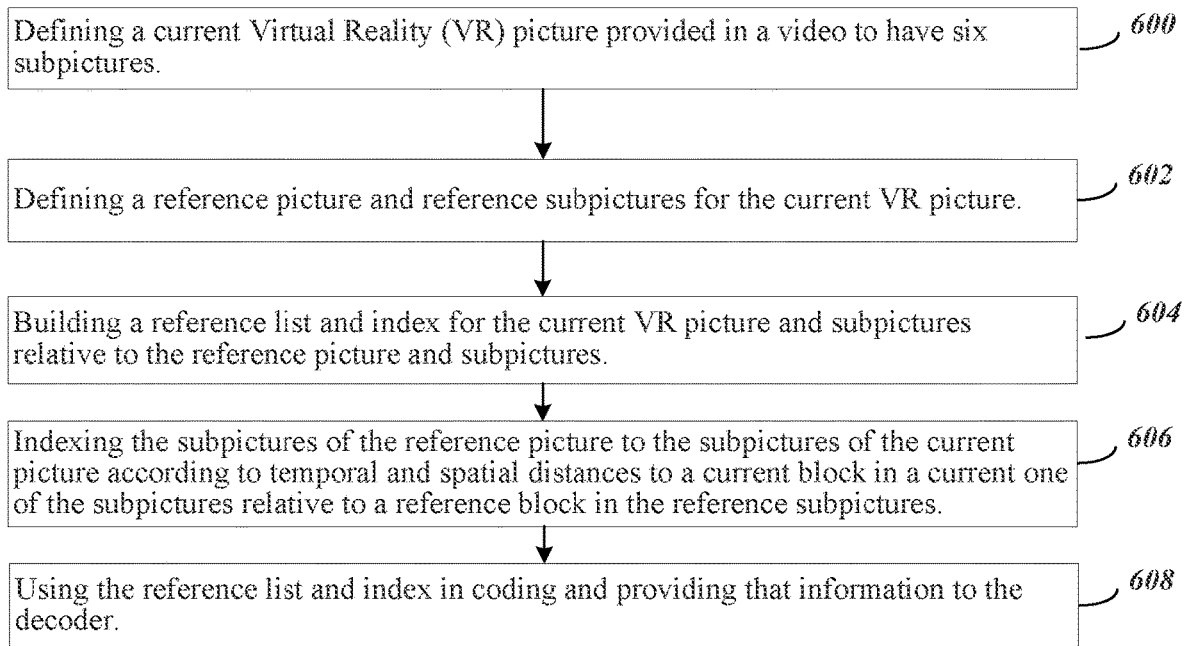 Defining a current Virtual Reality (VR) picture provided in a video to have six
subpictures.
600
Defining a reference picture and reference subpictures for the current VR picture.
602
Building a reference list and index for the current VR picture and subpictures
relative to the reference picture and subpictures.
604
Indexing the subpictures of the reference picture to the subpictures of the current
picture according to temporal and spatial distances to a current block in a current one
of the subpictures relative to a reference block in the reference subpictures.
606
Using the reference list and index in coding and providing that information to the
decoder.
608